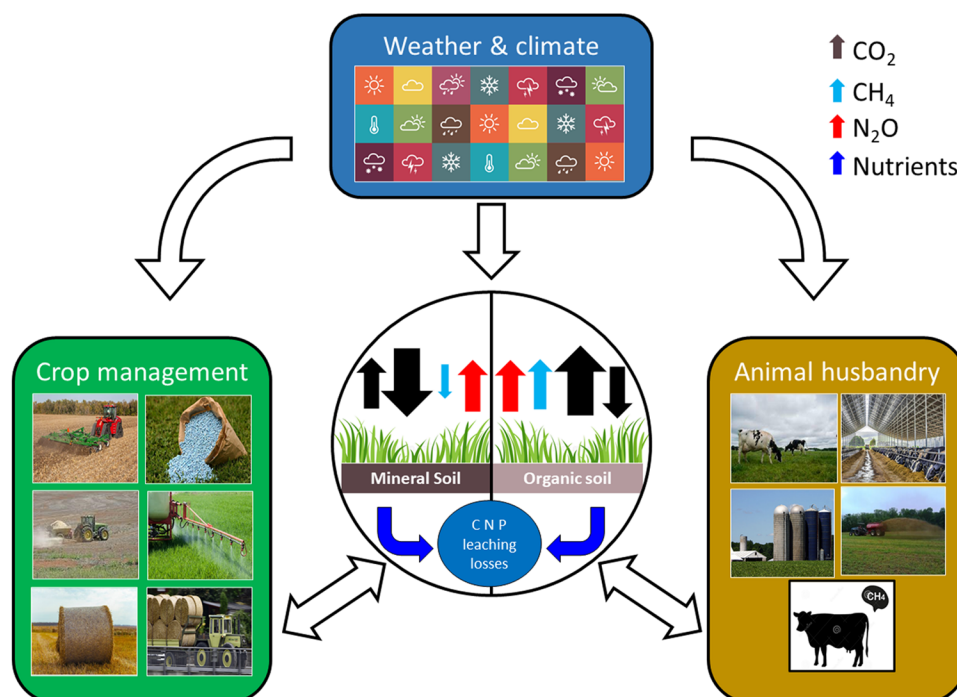 Weather & climate
CO₂
CH₄
N₂O
Nutrients
Crop management
Animal husbandry
Mineral Soil
Organic soil
C N P
leaching
losses
CH₄